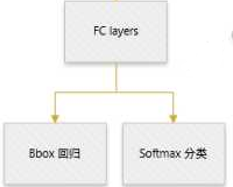 FC layers
Bbox 回归
Softmax 分类